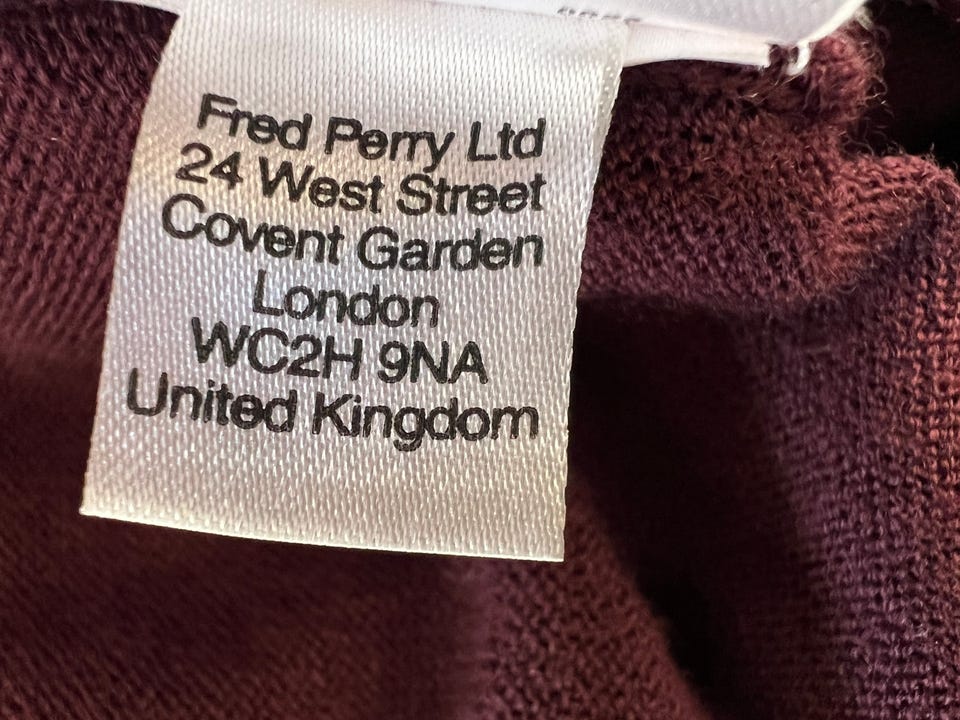 Fred Perry Ltd
24 West Street
Covent Garden
London
WC2H 9NA
United Kingdom